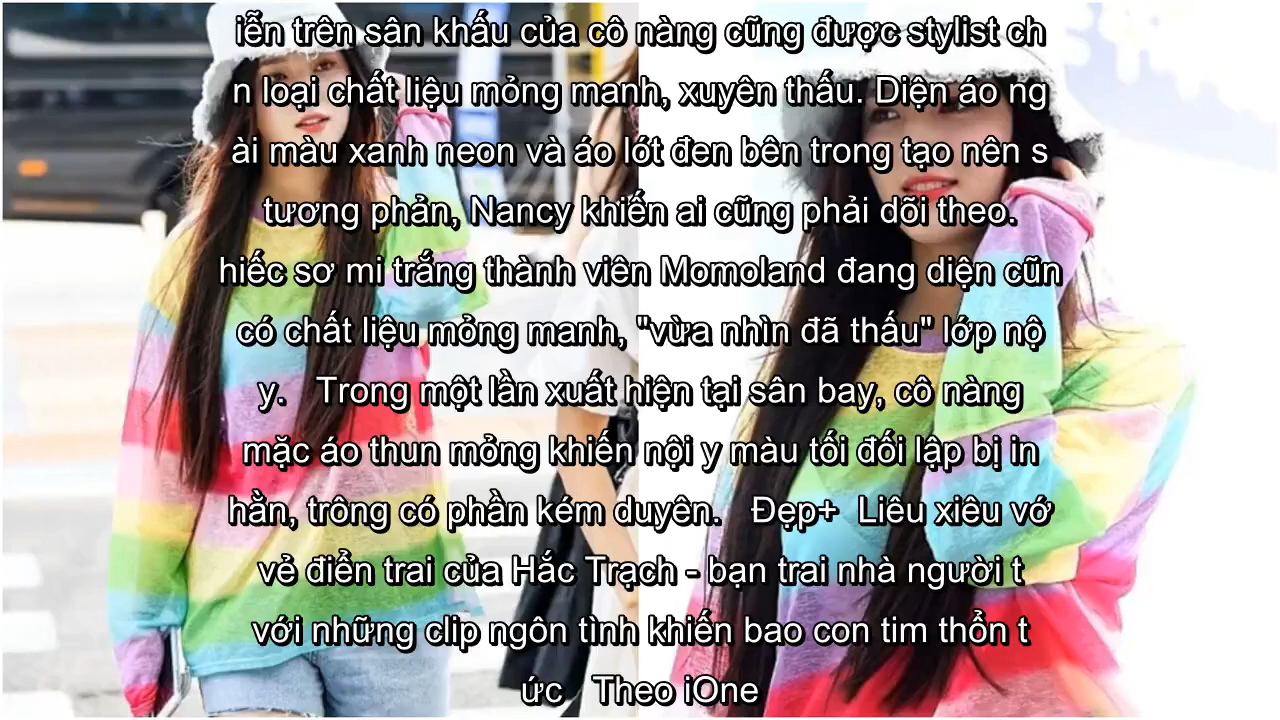 iễn trên sân khấu của cô nàng cũng được stylist ch
n loại chất liệu mỏng manh, xuyên thấu. Diện áo ng
ài màu xanh neon và áo lót đen bên trong tạo nên s
tương phản, Nancy khiến ai cũng phải dõi theo.
hiếc sơ mi trắng thành viên Momoland đang diện cũn
có chất liệu mỏng manh, "vừa nhìn đã thấu" lớp nộ
y. Trong một lần xuất hiện tại sân bay, cô nàng
mặc áo thun mỏng khiến nội y màu tối đối lập bị in
hằn, trông có phần kém duyên. Đẹp+ Liêu xiêu vớ
vẻ điển trai của Hắc Trạch - bạn trai nhà người t
với những clip ngôn tình khiến bao con tim thổn t
ức Theo iOne